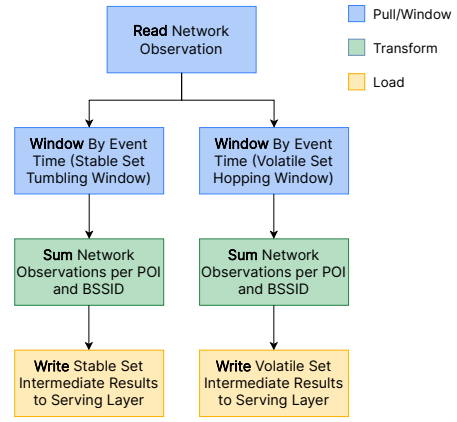 Read Network
Observation
Pull/Window
Transform
Load
Window By Event
Time (Stable Set
Tumbling Window)
Window By Event
Time (Volatile Set
Hopping Window)
Sum Network
Observations per POI
and BSSID
Sum Network
Observations per POI
and BSSID
Write Stable Set
Intermediate Results
to Serving Layer
Write Volatile Set
Intermediate Results
to Serving Layer